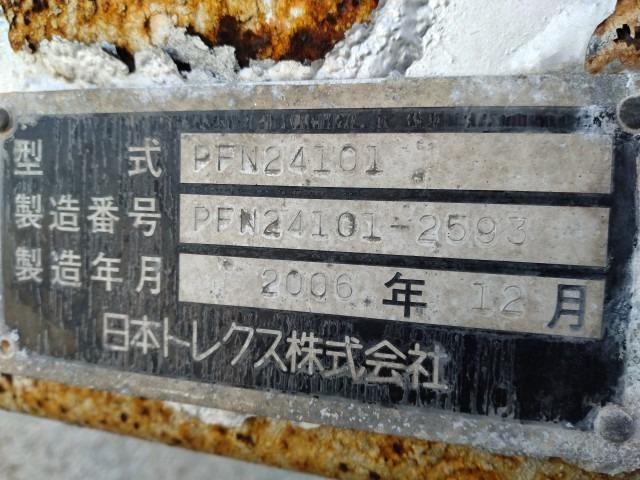 型式 PFN24101
製造番号 PFN24101-2593
製造年月 2006年12月
日本トレクス株式会社